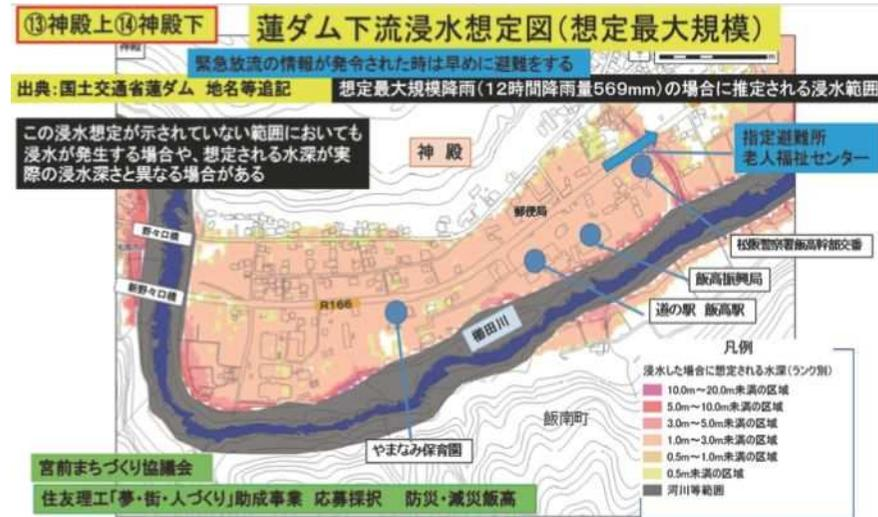 ⑬神殿上⑭神殿下
蓮ダム下流浸水想定図(想定最大規模)
緊急放流の情報が発令された時は早めに避難をする
出典:国土交通省蓮ダム 地名等追記
想定最大規模降雨(12時間降雨量569mm)の場合に推定される浸水範囲
この浸水想定が示されていない範囲においても
浸水が発生する場合や、想定される水深が実
際の浸水深さと異なる場合がある
神殿
指定避難所
老人福祉センター
郵便局
野々口橋
新野々口橋
松阪警察署飯高幹部交番
飯高振興局
道の駅 飯高駅
R166
櫛田川
飯南町
やまなみ保育園
凡例
浸水した場合に想定される水深(ランク別)
10.0m～20.0m未満の区域
5.0m～10.0m未満の区域
3.0m～5.0m未満の区域
1.0m～3.0m未満の区域
0.5m～1.0m未満の区域
0.5m未満の区域
河川等範囲
宮前まちづくり協議会
住友理工「夢・街・人づくり」助成事業 応募採択 防災・減災飯高